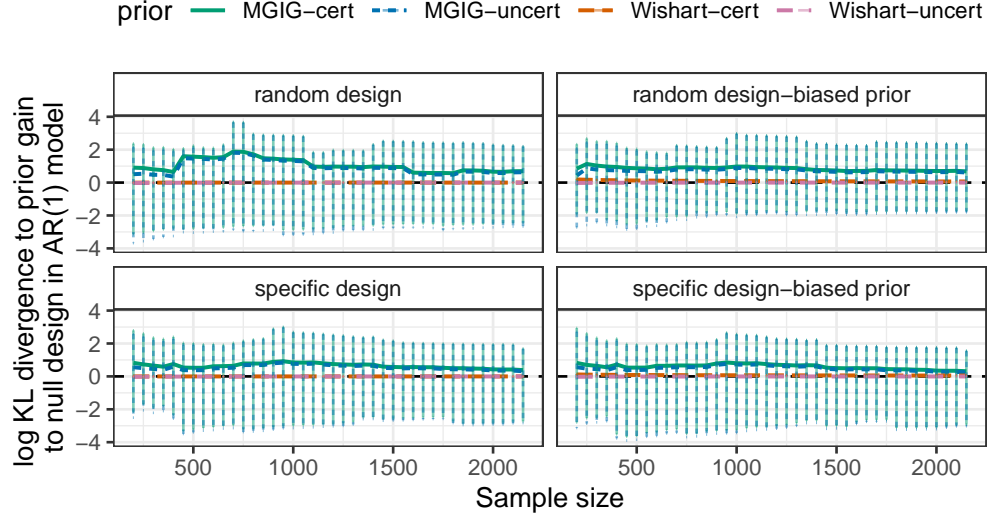 prior MGIG−cert MGIG−uncert Wishart−cert Wishart−uncert
log KL divergence to prior gain
to null design in AR(1) model
random design
random design−biased prior
4
2
0
−2
−4
specific design
specific design−biased prior
4
2
0
−2
−4
500 1000 1500 2000
500 1000 1500 2000
Sample size